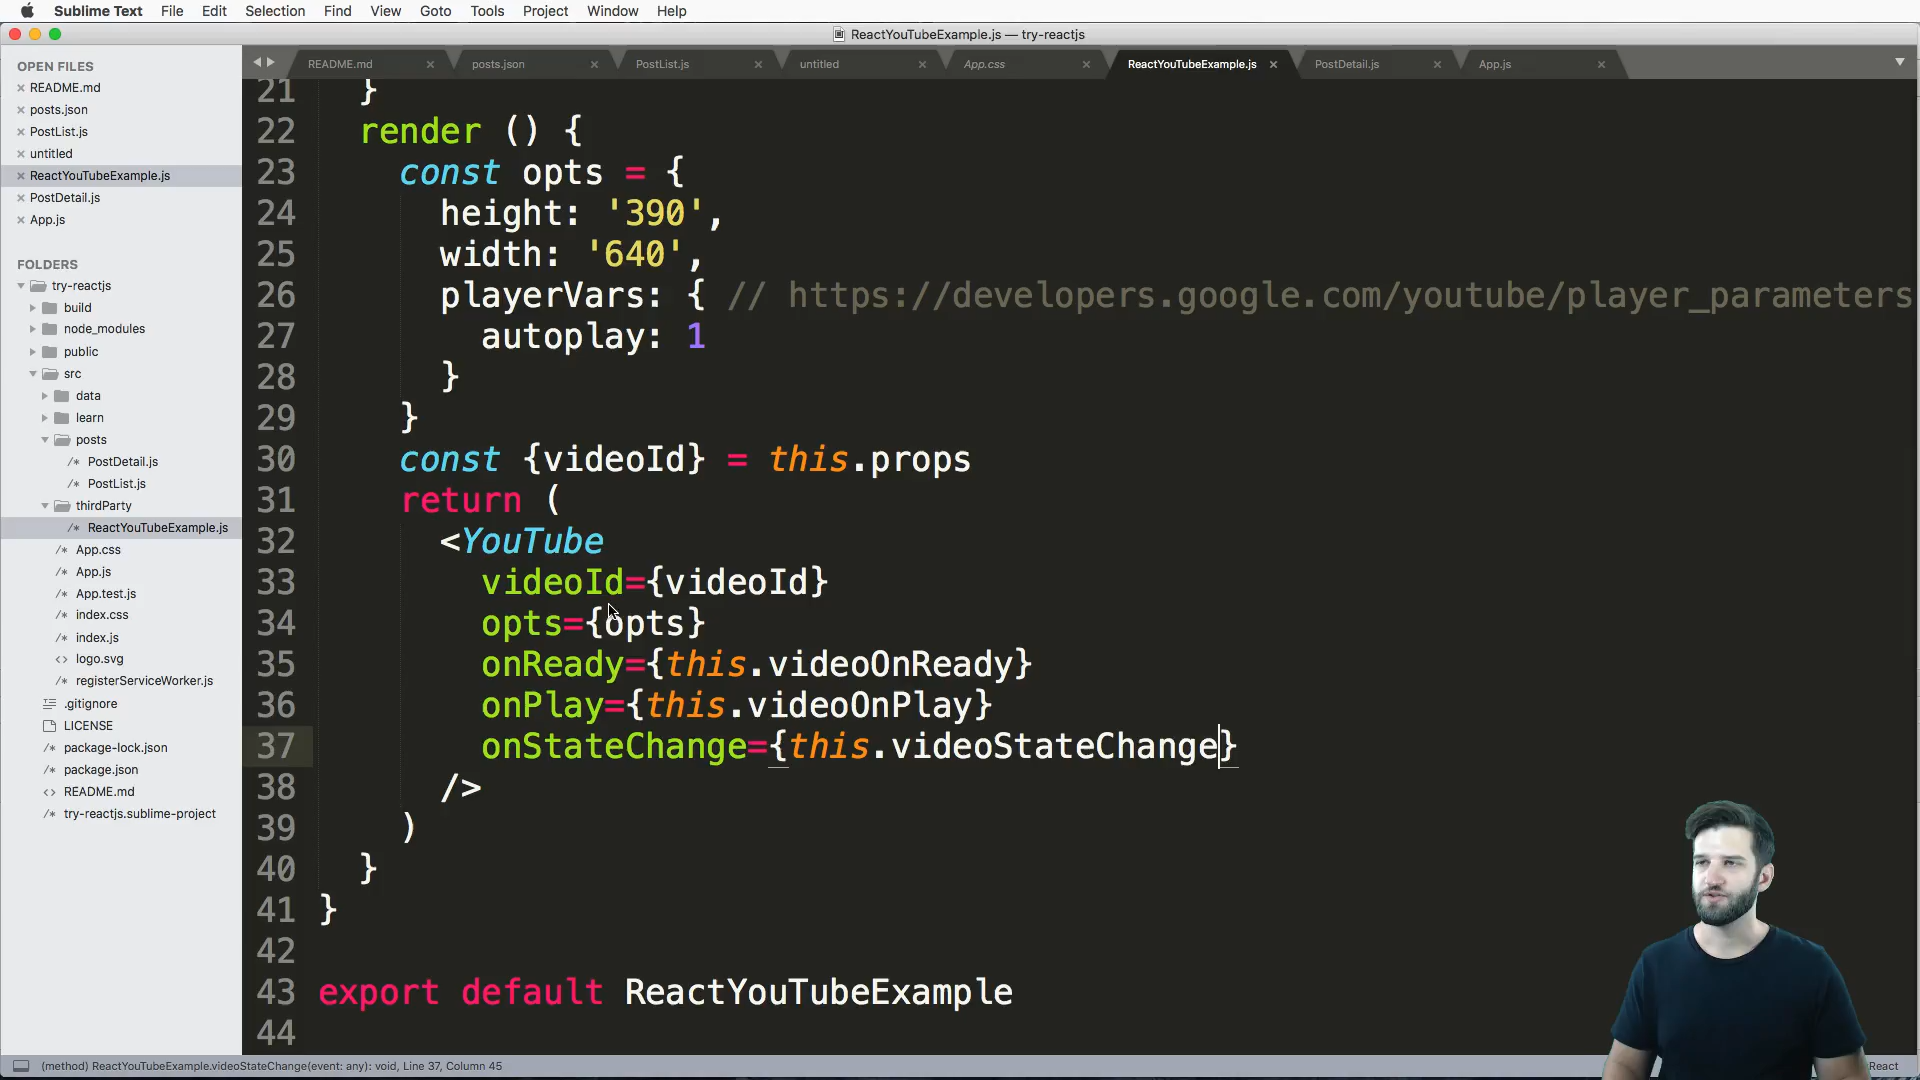 Sublime Text File Edit Selection Find View Goto Tools Project Window Help
ReactYouTubeExample.js — try-reactjs
OPEN FILES
README.md
posts.json
PostList.js
untitled
ReactYouTubeExample.js
PostDetail.js
App.js
FOLDERS
try-reactjs
build
node_modules
public
src
data
learn
posts
/* PostDetail.js
/* PostList.js
thirdParty
/* ReactYouTubeExample.js
/* App.css
/* App.js
/* App.test.js
/* index.css
/* index.js
<> logo.svg
/* registerServiceWorker.js
.gitignore
LICENSE
/* package-lock.json
/* package.json
<> README.md
/* try-reactjs.sublime-project
README.md posts.json PostList.js untitled App.css ReactYouTubeExample.js PostDetail.js App.js
21 }
22 render () {
23 const opts = {
24 height: '390',
25 width: '640',
26 playerVars: { // https://developers.google.com/youtube/player_parameters
27 autoplay: 1
28 }
29 }
30 const {videoId} = this.props
31 return (
32 <YouTube
33 videoId={videoId}
34 opts={opts}
35 onReady={this.videoOnReady}
36 onPlay={this.videoOnPlay}
37 onStateChange={this.videoStateChange}
38 />
39 )
40 }
41 }
42
43 export default ReactYouTubeExample
44
(method) ReactYouTubeExample.videoStateChange(event: any): void, Line 37, Column 45
React